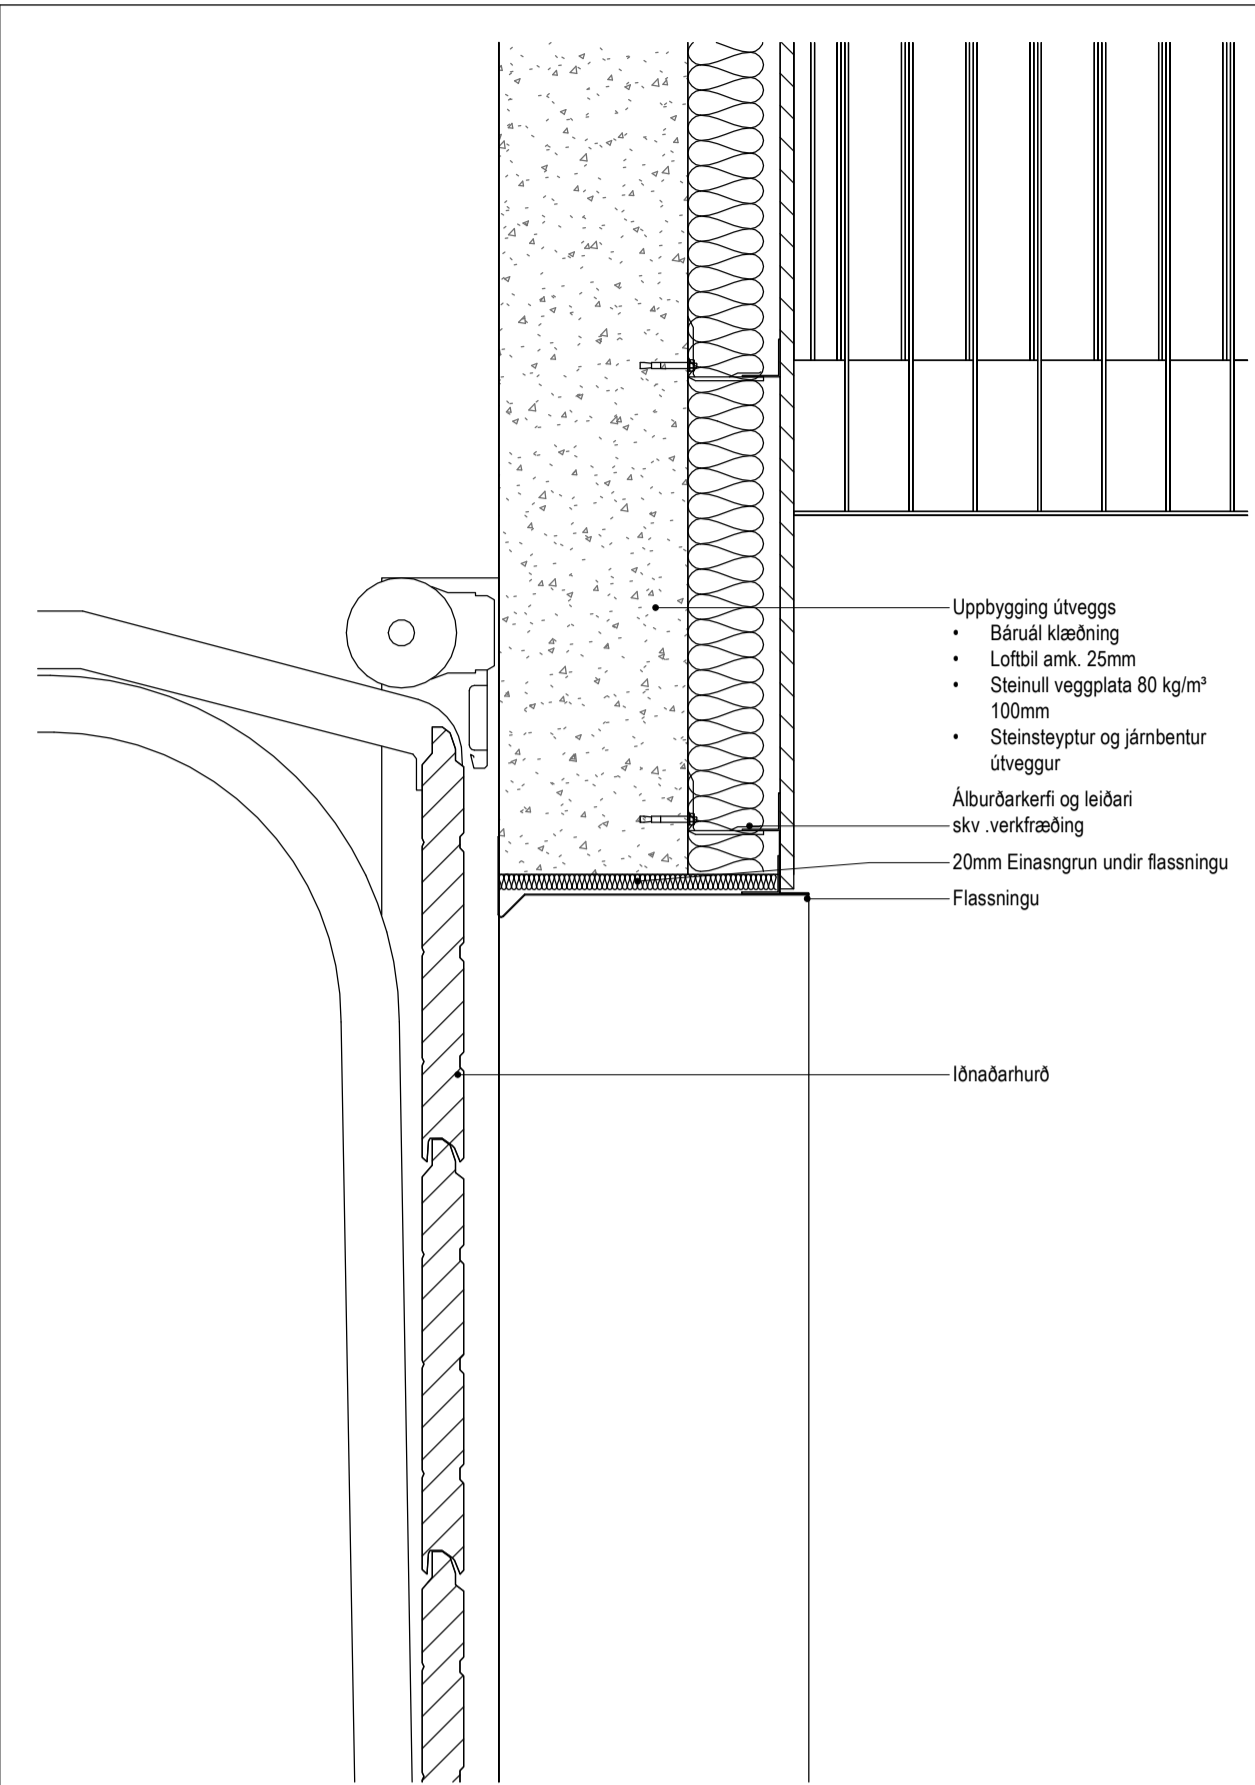 Uppbygging útveggs
• Báruál klæðning
• Loftbil amk. 25mm
• Steinull veggplata 80 kg/m³
100mm
• Steinsteyptur og járnbentur
útveggur
Álburðarkerfi og leiðari
skv .verkfræðing
20mm Einasngrun undir flassningu
Flassningu
Iðnaðarhurð